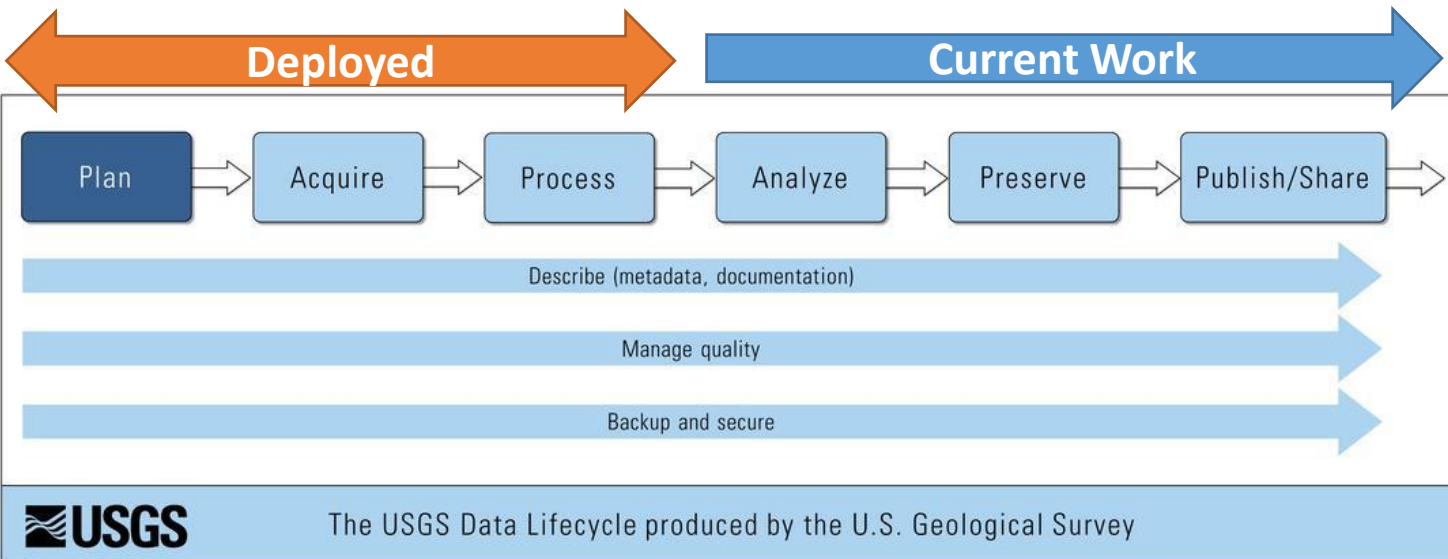 Deployed
Current Work
Plan
Acquire
Process
Analyze
Preserve
Publish/Share
Describe (metadata, documentation)
Manage quality
Backup and secure
USGS
The USGS Data Lifecycle produced by the U.S. Geological Survey